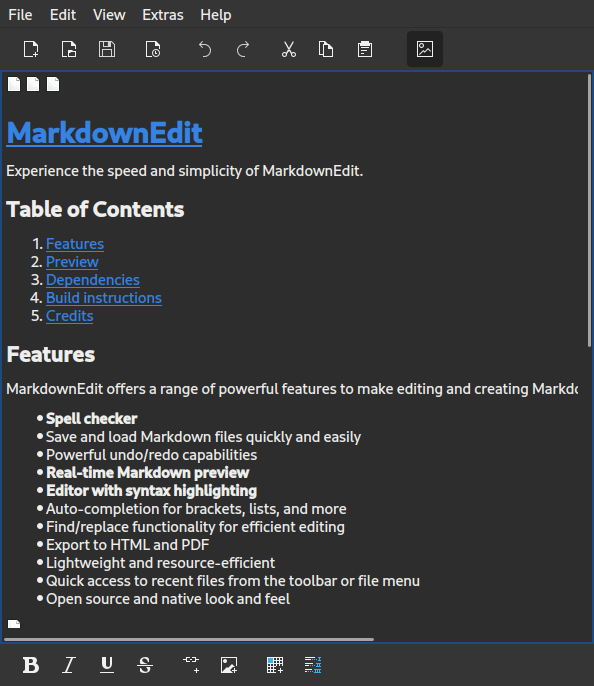 File Edit View Extras Help
MarkdownEdit
Experience the speed and simplicity of MarkdownEdit.
Table of Contents
1. Features
2. Preview
3. Dependencies
4. Build instructions
5. Credits
Features
MarkdownEdit offers a range of powerful features to make editing and creating
• Spell checker
• Save and load Markdown files quickly and easily
• Powerful undo/redo capabilities
• Real-time Markdown preview
• Editor with syntax highlighting
• Auto-completion for brackets, lists, and more
• Find/replace functionality for efficient editing
• Export to HTML and PDF
• Lightweight and resource-efficient
• Quick access to recent files from the toolbar or file menu
• Open source and native look and feel
B I U S